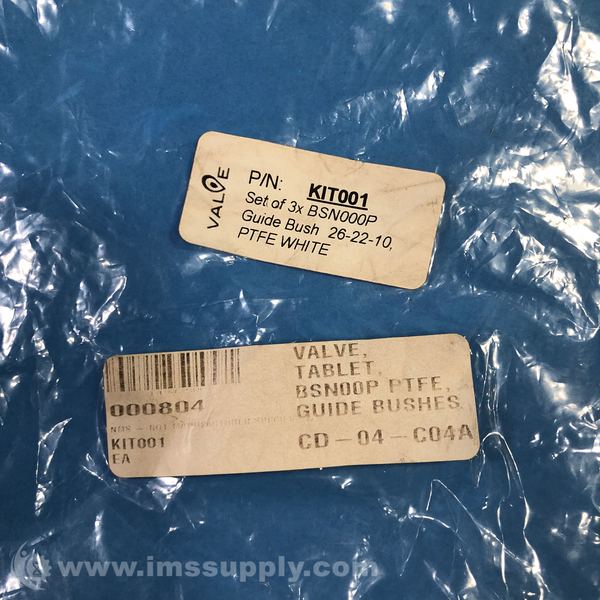 VALVE
P/N: KIT001
Set of 3x BSN000P
Guide Bush 26-22-10,
PTFE WHITE
VALVE,
TABLET,
BSN00P PTFE,
GUIDE BUSHES,
CD-04-C04A
000804
KIT001
EA
www.imssupply.com